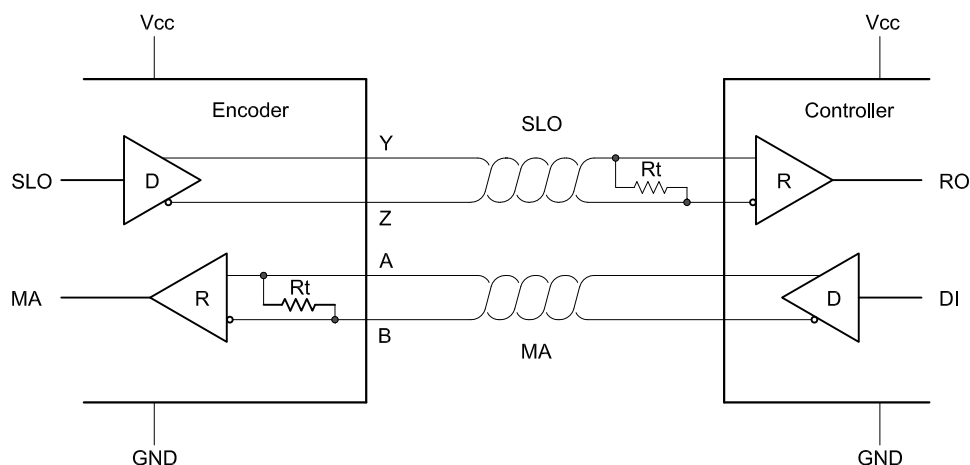 Vcc
Vcc
Encoder
Controller
SLO
Y
Rt
SLO
D
R
RO
Z
A
MA
R
Rt
D
DI
B
MA
GND
GND